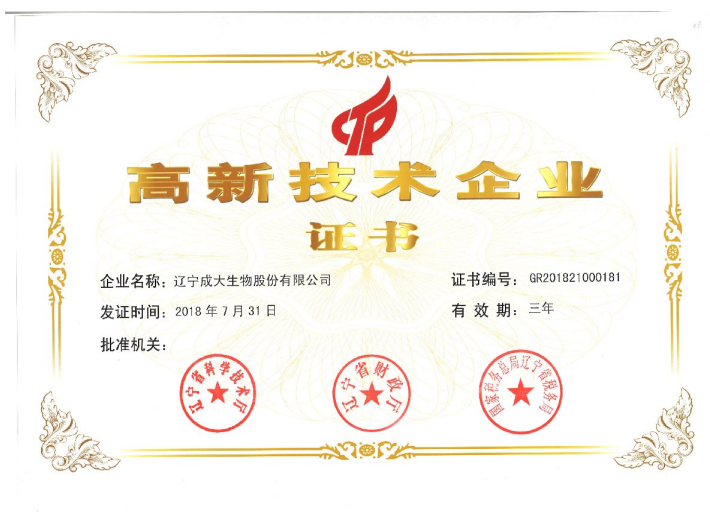 高新技术企业
证书
企业名称：辽宁成大生物股份有限公司
证书编号：GR201821000181
发证时间：2018年7月31日
有效期：三年
批准机关：
辽宁省科学技术厅
辽宁省财政厅
国家税务总局辽宁省税务局